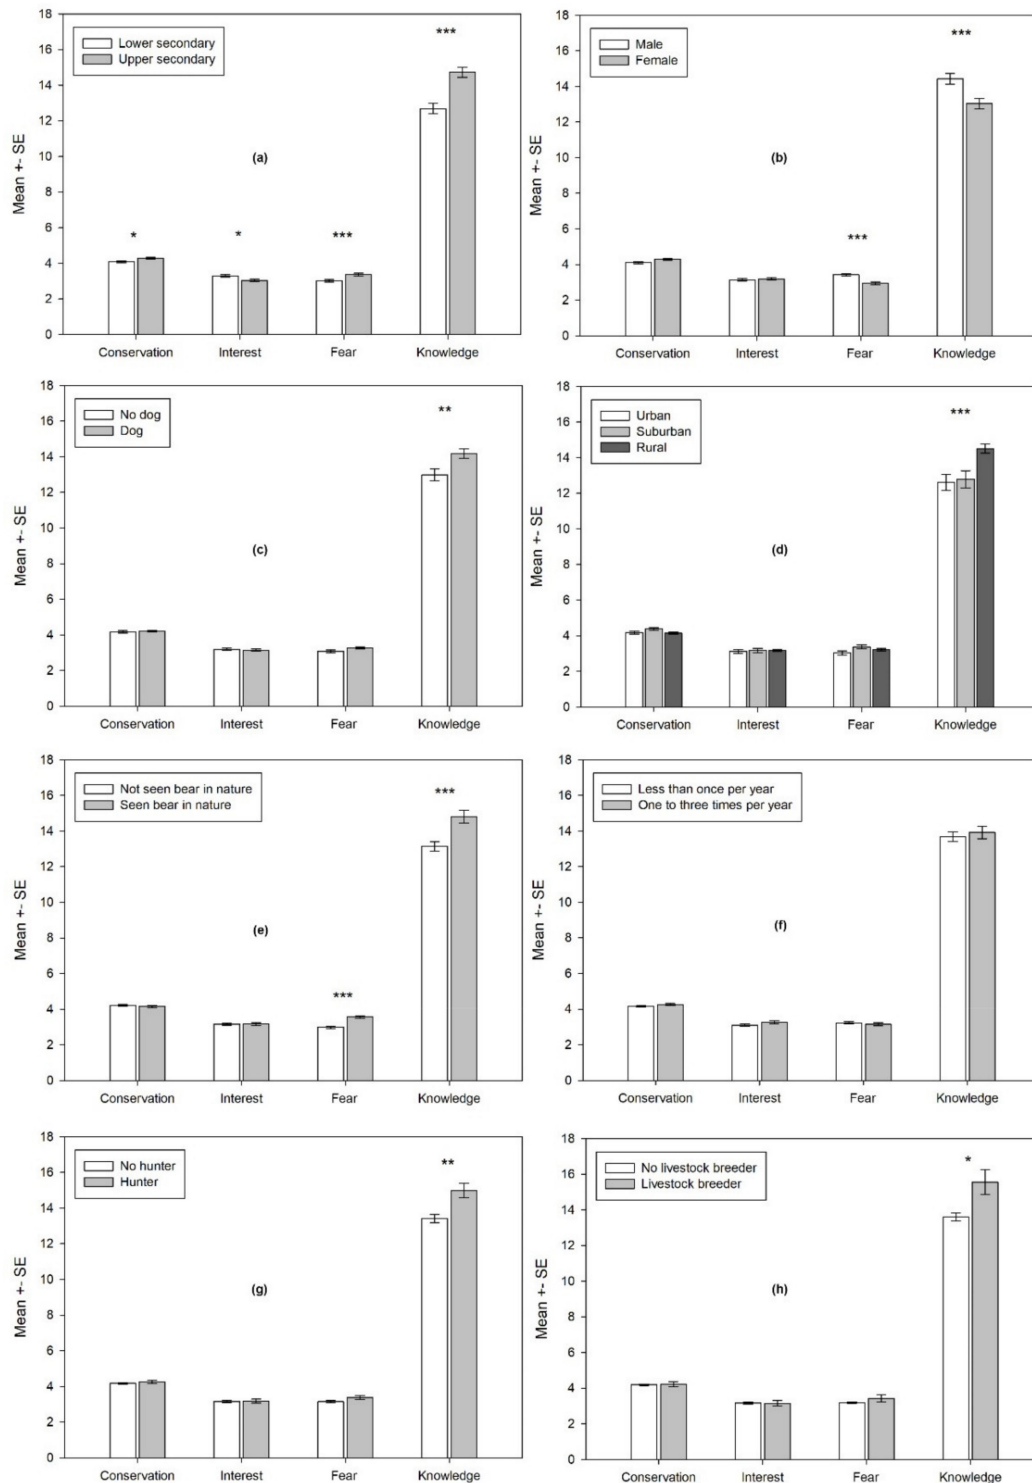 18
16
14
12
10
8
6
4
2
0
Mean +- SE
Lower secondary
Upper secondary
***
(a)
*
*
***
Conservation Interest Fear Knowledge
18
16
14
12
10
8
6
4
2
0
Mean +- SE
Male
Female
***
(b)
***
Conservation Interest Fear Knowledge
18
16
14
12
10
8
6
4
2
0
Mean +- SE
No dog
Dog
**
(c)
Conservation Interest Fear Knowledge
18
16
14
12
10
8
6
4
2
0
Mean +- SE
Urban
Suburban
Rural
***
(d)
Conservation Interest Fear Knowledge
18
16
14
12
10
8
6
4
2
0
Mean +- SE
Not seen bear in nature
Seen bear in nature
***
(e)
***
Conservation Interest Fear Knowledge
18
16
14
12
10
8
6
4
2
0
Mean +- SE
Less than once per year
One to three times per year
(f)
Conservation Interest Fear Knowledge
18
16
14
12
10
8
6
4
2
0
Mean +- SE
No hunter
Hunter
**
(g)
Conservation Interest Fear Knowledge
18
16
14
12
10
8
6
4
2
0
Mean +- SE
No livestock breeder
Livestock breeder
*
(h)
Conservation Interest Fear Knowledge